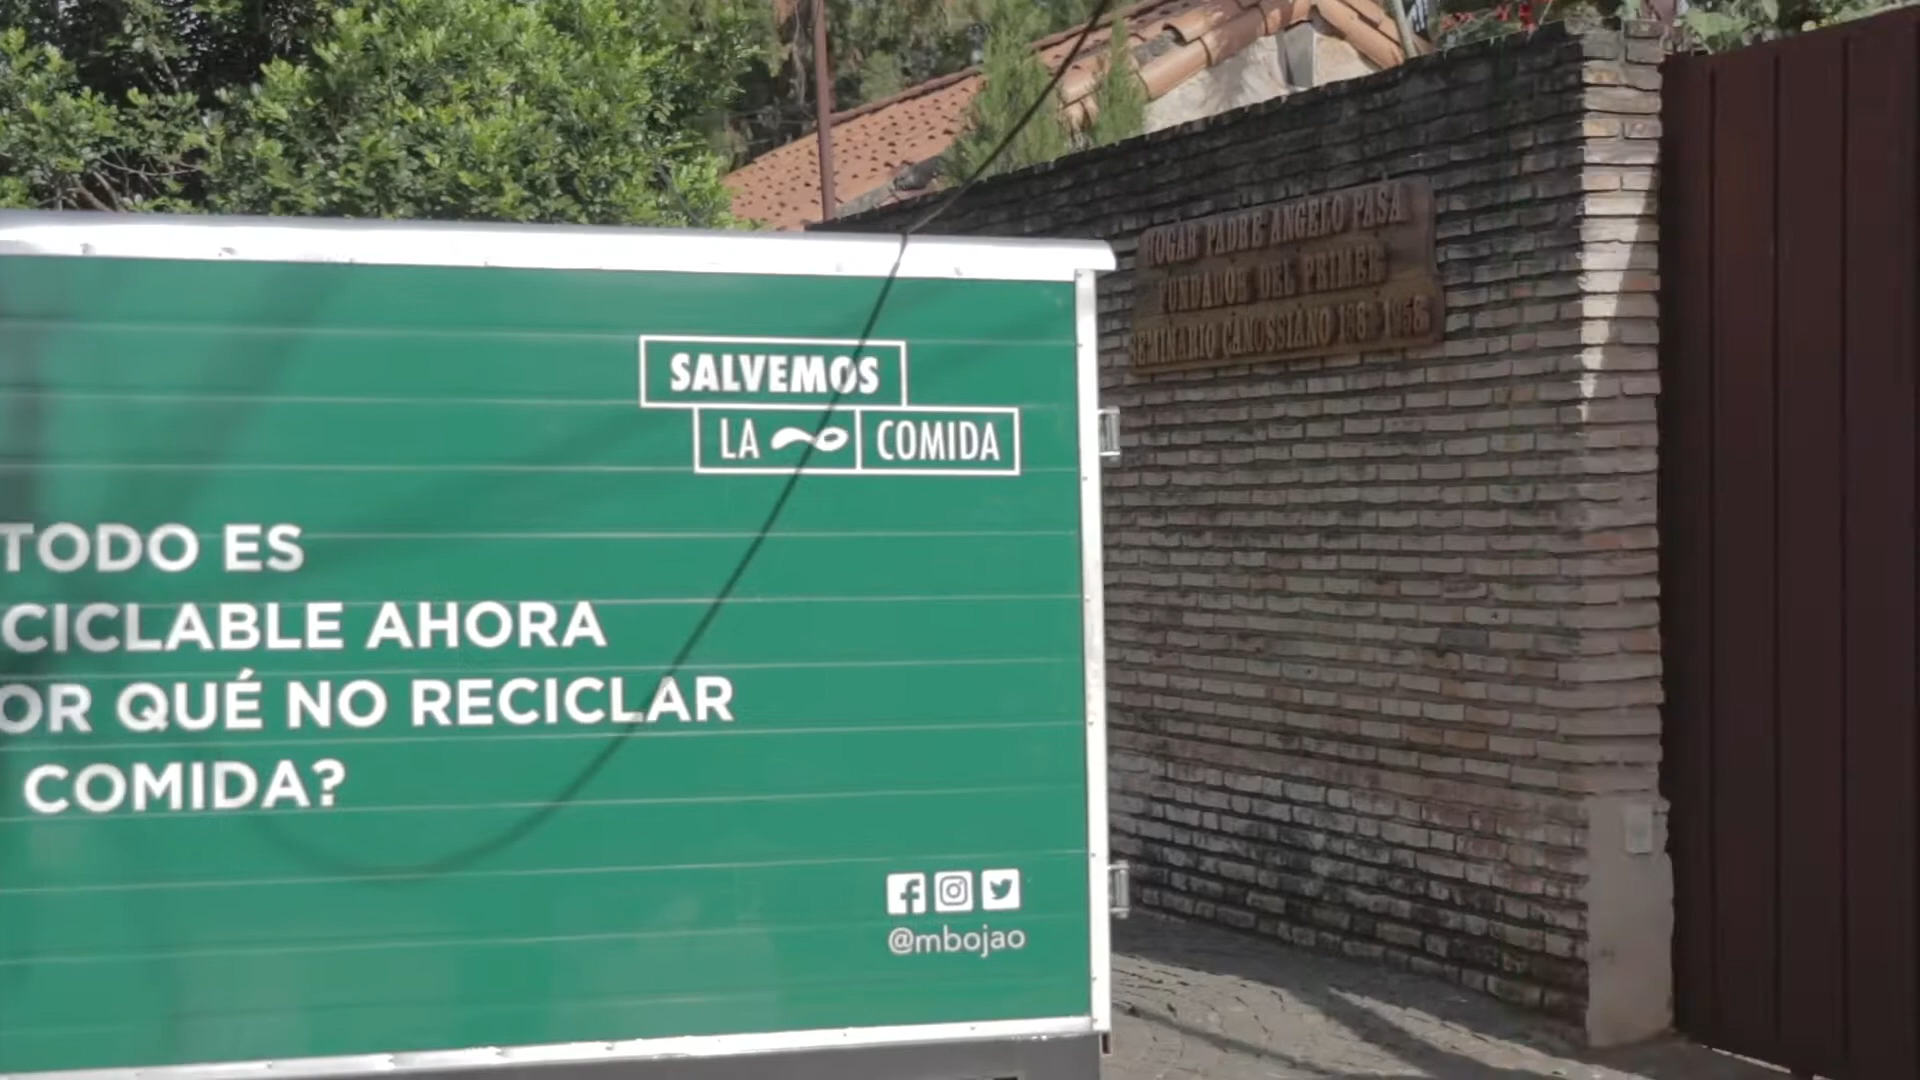 SALVEMOS
LA COMIDA
TODO ES
CICLABLE AHORA
OR QUÉ NO RECICLAR
COMIDA?
@mbojao
HOGAR PADRE ANGELO PASA
FUNDADOR DEL PRIMER
SEMINARIO CANOSSIANO